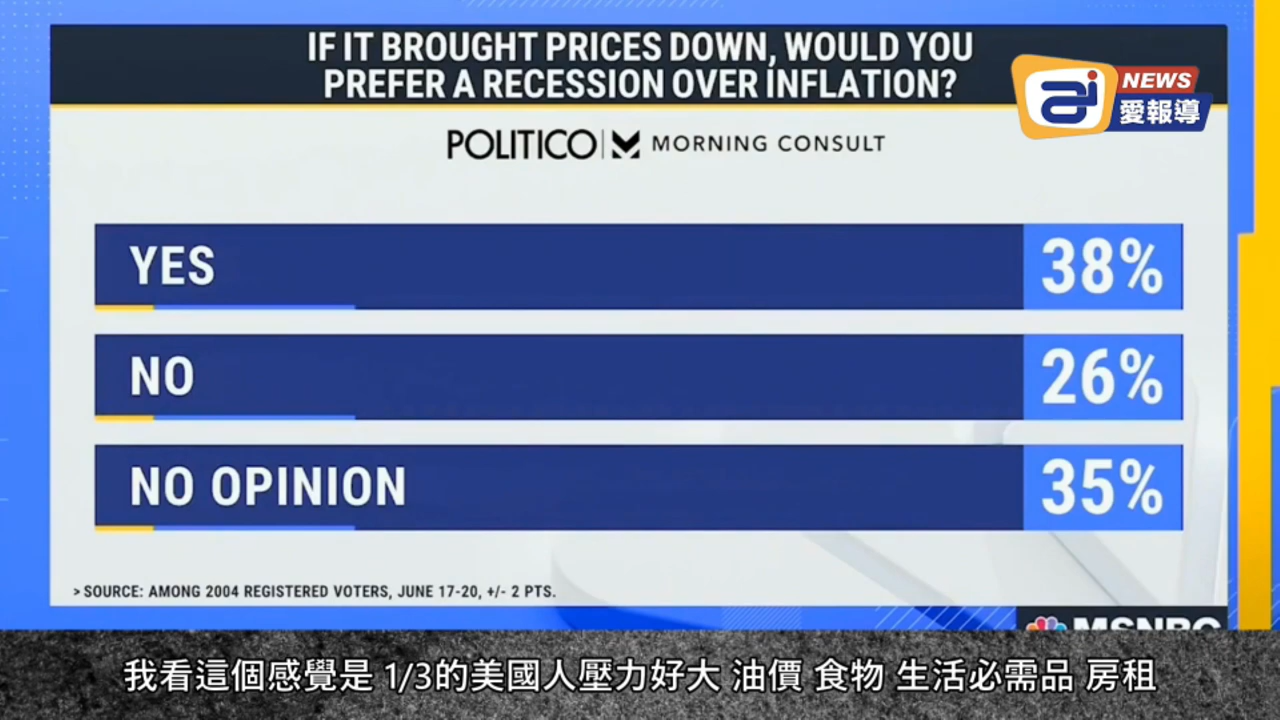 IF IT BROUGHT PRICES DOWN, WOULD YOU
PREFER A RECESSION OVER INFLATION?
ai NEWS
愛報導
POLITICO MORNING CONSULT
YES 38%
NO 26%
NO OPINION 35%
> SOURCE: AMONG 2004 REGISTERED VOTERS, JUNE 17-20, +/- 2 PTS.
MSNBC
我看這個感覺是 1/3的美國人壓力好大 油價 食物 生活必需品 房租